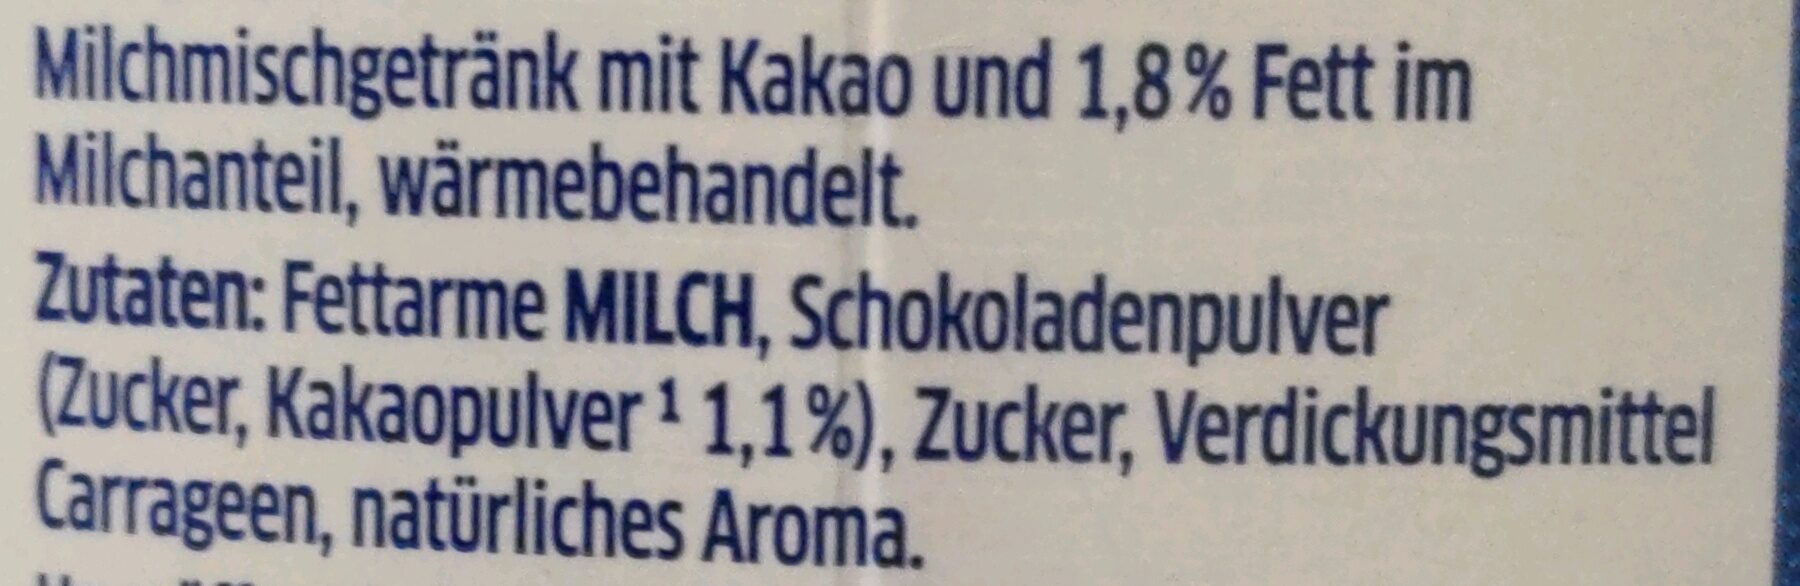 Milchmischgetränk mit Kakao und 1,8% Fett im
Milchanteil, wärmebehandelt.
Zutaten: Fettarme MILCH, Schokoladenpulver
(Zucker, Kakaopulver ¹ 1,1%), Zucker, Verdickungsmittel
Carrageen, natürliches Aroma.